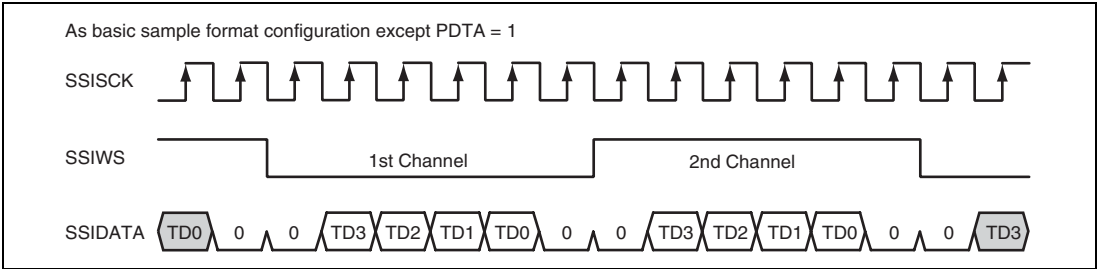 As basic sample format configuration except PDTA = 1
SSISCK
SSIWS 1st Channel 2nd Channel
SSIDATA TD0 0 0 TD3 TD2 TD1 TD0 0 0 TD3 TD2 TD1 TD0 0 0 TD3